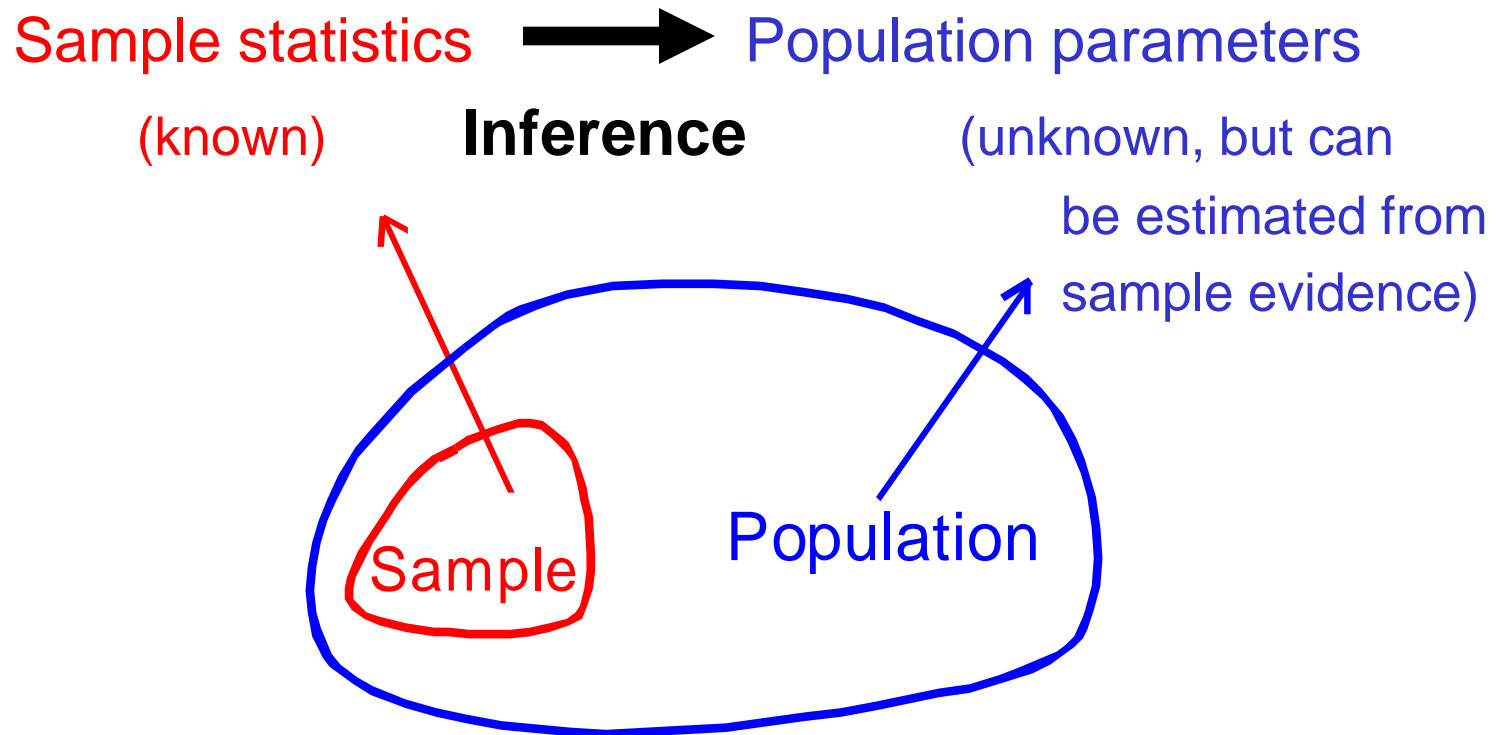 Sample statistics Population parameters
(known) Inference (unknown, but can
be estimated from
sample evidence)
Population
Sample